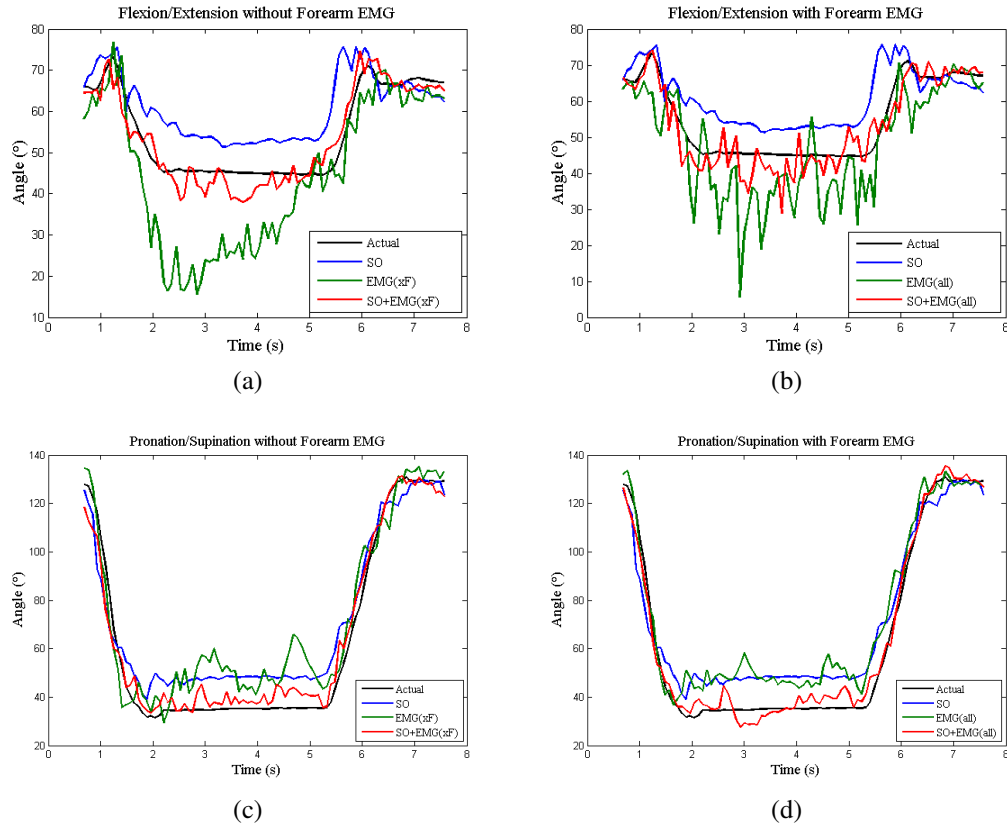 Flexion/Extension without Forearm EMG
80
70
60
50
40
30
20
10
Angle (°)
0 1 2 3 4 5 6 7 8
Time (s)
Actual
SO
EMG(xF)
SO+EMG(xF)
(a)
Flexion/Extension with Forearm EMG
80
70
60
50
40
30
20
10
0
Angle (°)
0 1 2 3 4 5 6 7 8
Time (s)
Actual
SO
EMG(all)
SO+EMG(all)
(b)
Pronation/Supination without Forearm EMG
140
120
100
80
60
40
20
Angle (°)
0 1 2 3 4 5 6 7 8
Time (s)
Actual
SO
EMG(xF)
SO+EMG(xF)
(c)
Pronation/Supination with Forearm EMG
140
120
100
80
60
40
20
Angle (°)
0 1 2 3 4 5 6 7 8
Time (s)
Actual
SO
EMG(all)
SO+EMG(all)
(d)